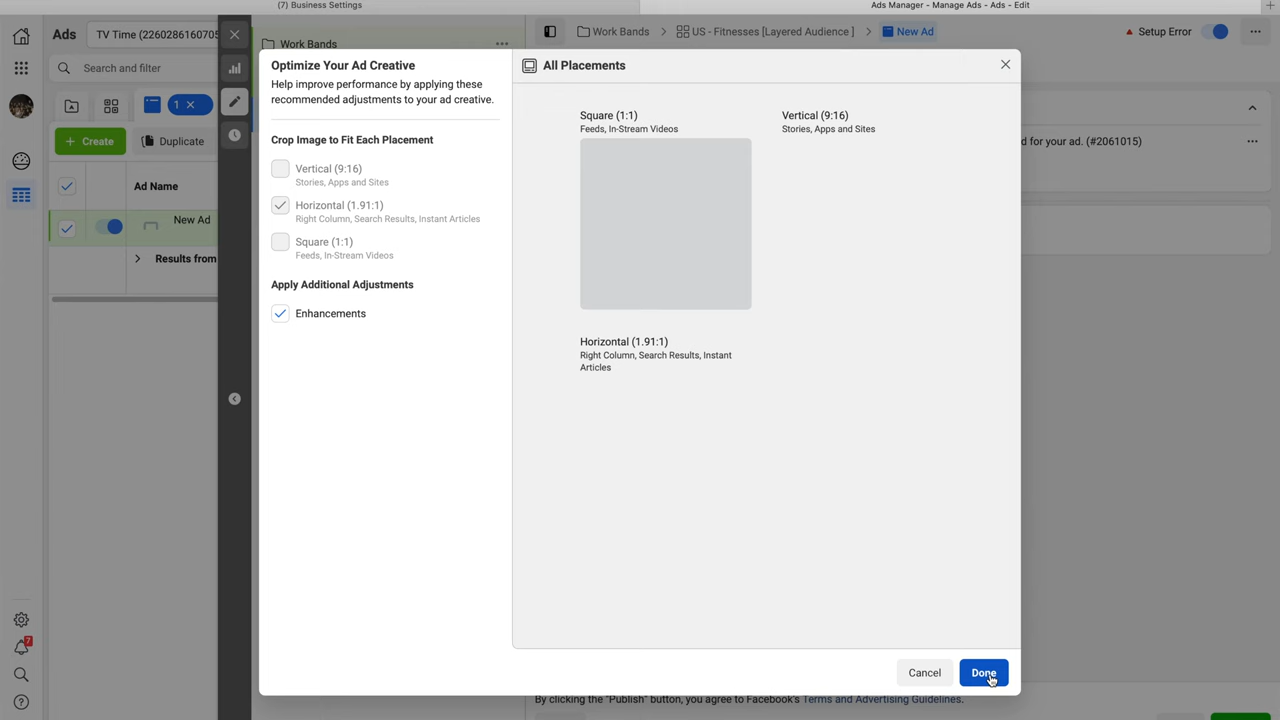 (7) Business Settings
Ads Manager - Manage Ads - Ads - Edit
Ads
TV Time (2260286160705
Work Bands
Work Bands
US - Fitnesses [Layered Audience ]
New Ad
Setup Error
Search and filter
1
Create
Duplicate
Ad Name
New Ad
Results from
Optimize Your Ad Creative
Help improve performance by applying these
recommended adjustments to your ad creative.
Crop Image to Fit Each Placement
Vertical (9:16)
Stories, Apps and Sites
Horizontal (1.91:1)
Right Column, Search Results, Instant Articles
Square (1:1)
Feeds, In-Stream Videos
Apply Additional Adjustments
Enhancements
All Placements
Square (1:1)
Feeds, In-Stream Videos
Vertical (9:16)
Stories, Apps and Sites
Horizontal (1.91:1)
Right Column, Search Results, Instant
Articles
d for your ad. (#2061015)
Cancel
Done
7
By clicking the "Publish" button, you agree to Facebook's Terms and Advertising Guidelines.